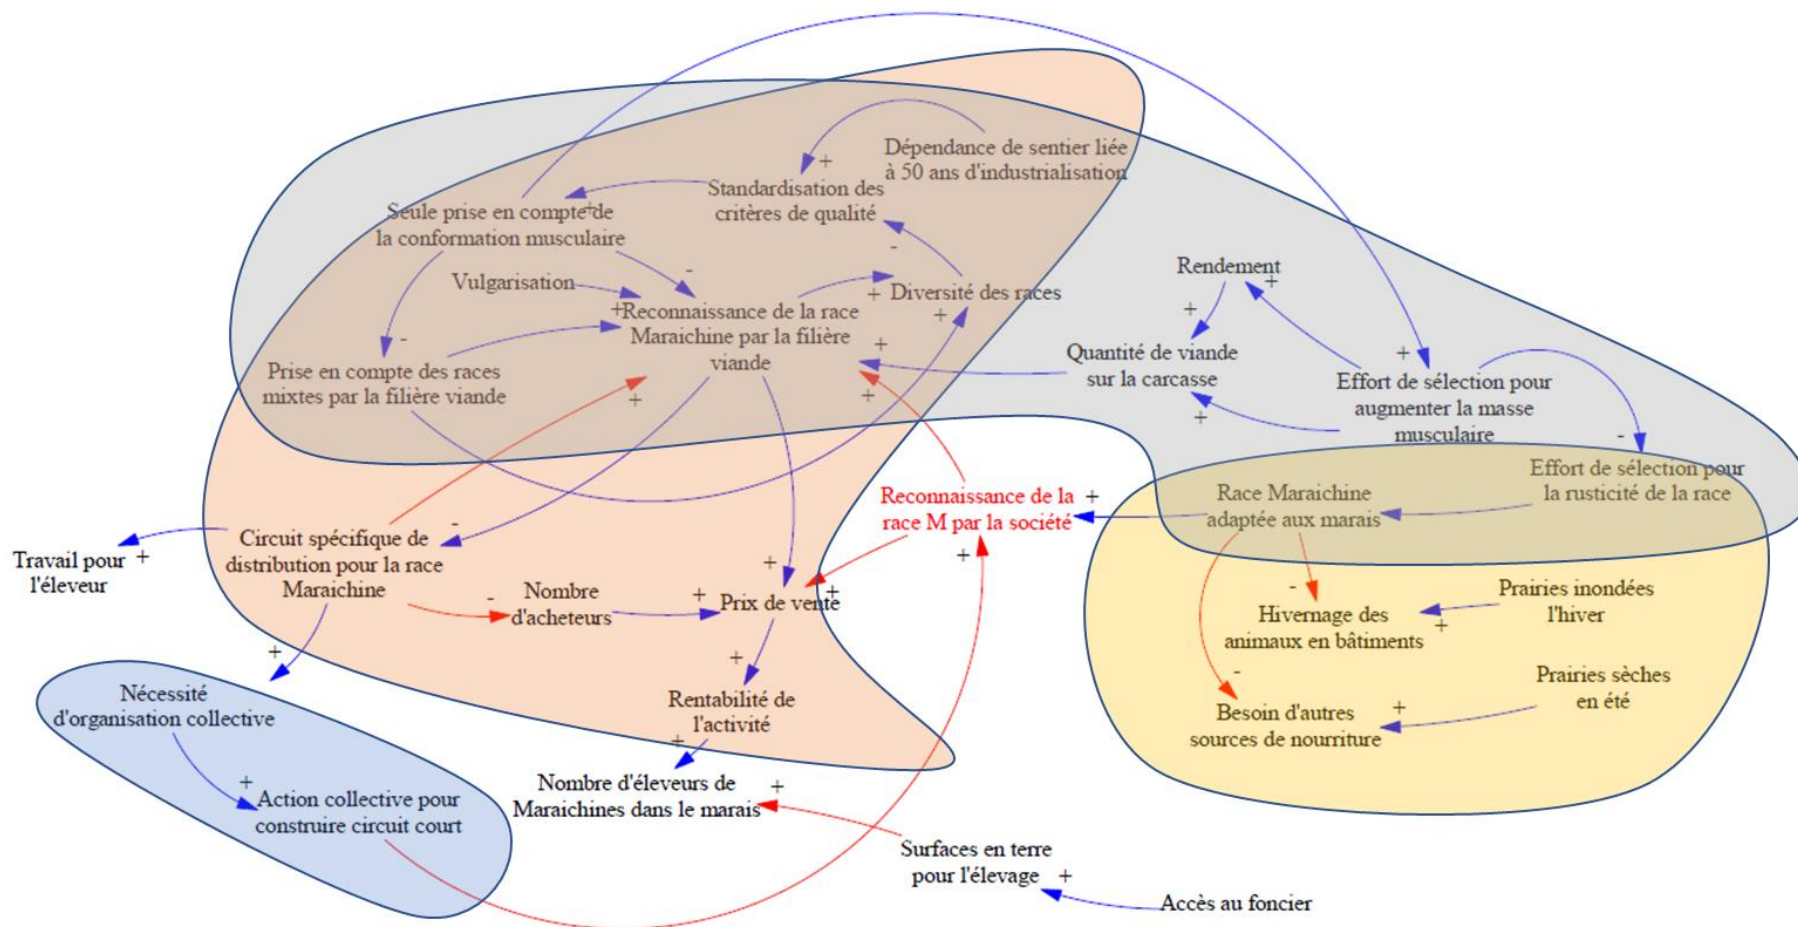 Dépendance de sentier liée
à 50 ans d'industrialisation
+
Standardisation des
critères de qualité
Seule prise en compte de
la conformation musculaire
+
-
Vulgarisation
+
-
Reconnaissance de la race
Maraichine par la filière
viande
-
+
Diversité des races
+
Prise en compte des races
mixtes par la filière viande
-
+
+
+
Rendement
+
+
Quantité de viande
sur la carcasse
+
+
Effort de sélection pour
augmenter la masse
musculaire
-
Effort de sélection pour
la rusticité de la race
Race Maraichine
adaptée aux marais
Reconnaissance de la
race M par la société
+
+
Circuit spécifique de
distribution pour la race
Maraichine
-
Travail pour
l'éleveur
+
-
Nombre
d'acheteurs
+
+
Prix de vente
+
-
Hivernage des
animaux en bâtiments
+
Prairies inondées
l'hiver
+
+
Nécessité
d'organisation collective
Rentabilité de
l'activité
+
-
Besoin d'autres
sources de nourriture
+
Prairies sèches
en été
+
Action collective pour
construire circuit court
Nombre d'éleveurs de
Maraichines dans le marais
+
Surfaces en terre
pour l'élevage
+
Accès au foncier